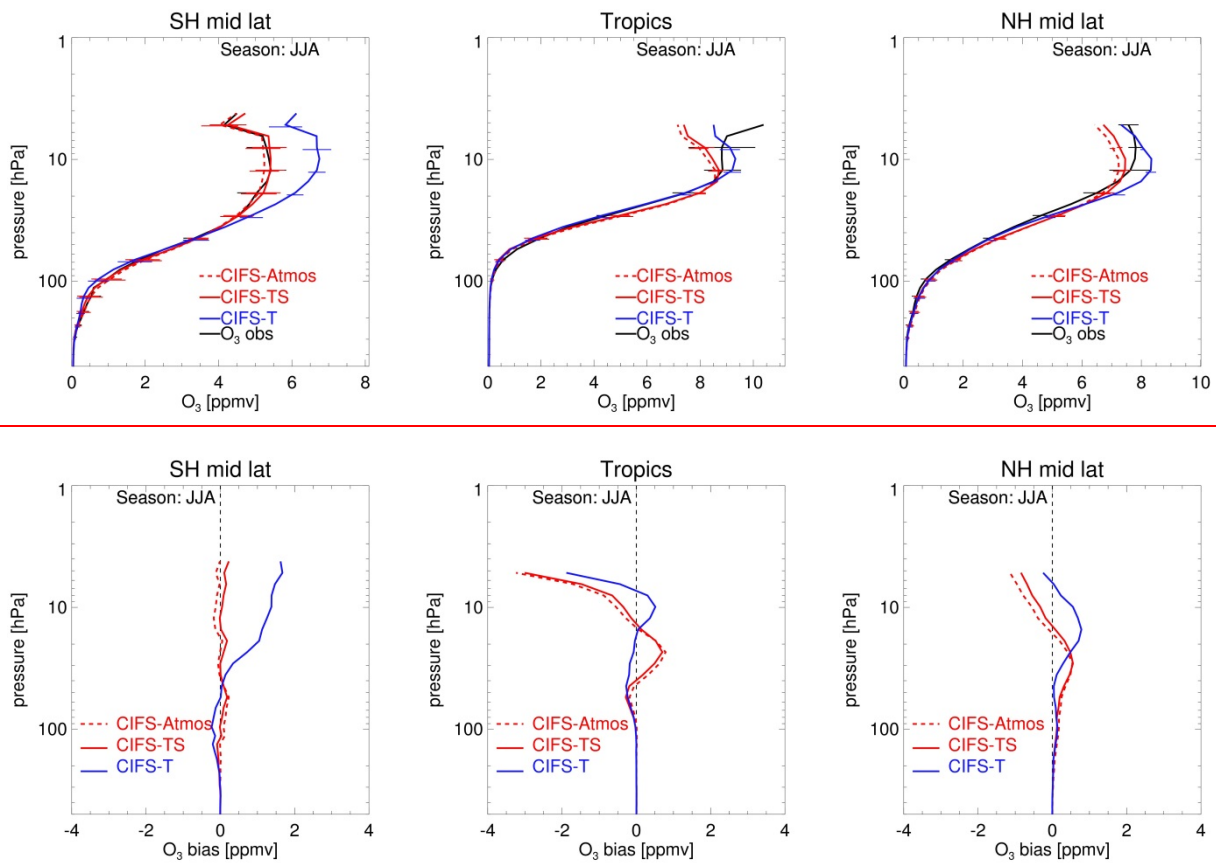 SH mid lat
Season: JJA
1
10
100
pressure [hPa]
CIFS-Atmos
CIFS-TS
CIFS-T
O₃ obs
0 2 4 6 8
O₃ [ppmv]
Tropics
Season: JJA
1
10
100
pressure [hPa]
CIFS-Atmos
CIFS-TS
CIFS-T
O₃ obs
0 2 4 6 8 10
O₃ [ppmv]
NH mid lat
Season: JJA
1
10
100
pressure [hPa]
CIFS-Atmos
CIFS-TS
CIFS-T
O₃ obs
0 2 4 6 8 10
O₃ [ppmv]
SH mid lat
Season: JJA
1
10
100
pressure [hPa]
CIFS-Atmos
CIFS-TS
CIFS-T
-4 -2 0 2 4
O₃ bias [ppmv]
Tropics
Season: JJA
1
10
100
pressure [hPa]
CIFS-Atmos
CIFS-TS
CIFS-T
-4 -2 0 2 4
O₃ bias [ppmv]
NH mid lat
Season: JJA
1
10
100
pressure [hPa]
CIFS-Atmos
CIFS-TS
CIFS-T
-4 -2 0 2 4
O₃ bias [ppmv]